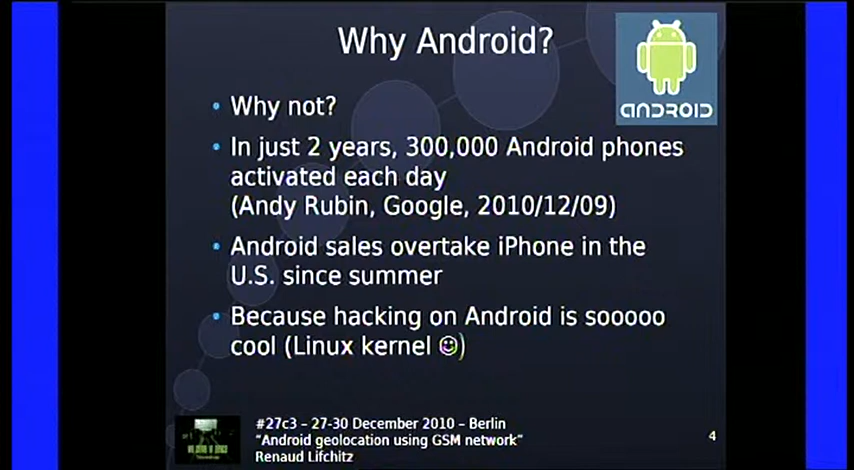 Why Android?
ANDROID
• Why not?
• In just 2 years, 300,000 Android phones
activated each day
(Andy Rubin, Google, 2010/12/09)
• Android sales overtake iPhone in the
U.S. since summer
• Because hacking on Android is sooooo
cool (Linux kernel ☺)
#27c3 – 27-30 December 2010 – Berlin
"Android geolocation using GSM network"
Renaud Lifchitz
4